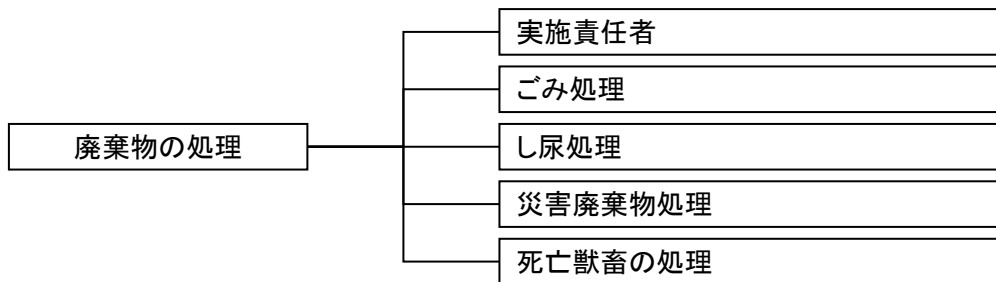 実施責任者
ごみ処理
廃棄物の処理
し尿処理
災害廃棄物処理
死亡獣畜の処理